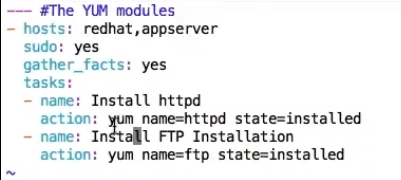 --- #The YUM modules
- hosts: redhat,appserver
  sudo: yes
  gather_facts: yes
  tasks:
  - name: Install httpd
    action: yum name=httpd state=installed
  - name: Install FTP Installation
    action: yum name=ftp state=installed
~